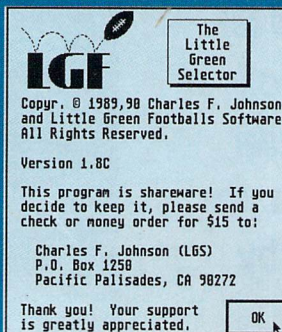 LGF
The
Little
Green
Selector
Copyr. © 1989,90 Charles F. Johnson
and Little Green Footballs Software
All Rights Reserved.
Version 1.8C
This program is shareware! If you
decide to keep it, please send a
check or money order for $15 to:
Charles F. Johnson (LGS)
P.O. Box 1250
Pacific Palisades, CA 90272
Thank you! Your support
is greatly appreciated.
OK